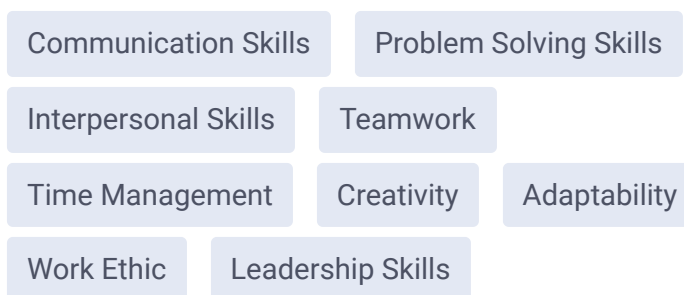 Communication Skills Problem Solving Skills
Interpersonal Skills Teamwork
Time Management Creativity Adaptability
Work Ethic Leadership Skills